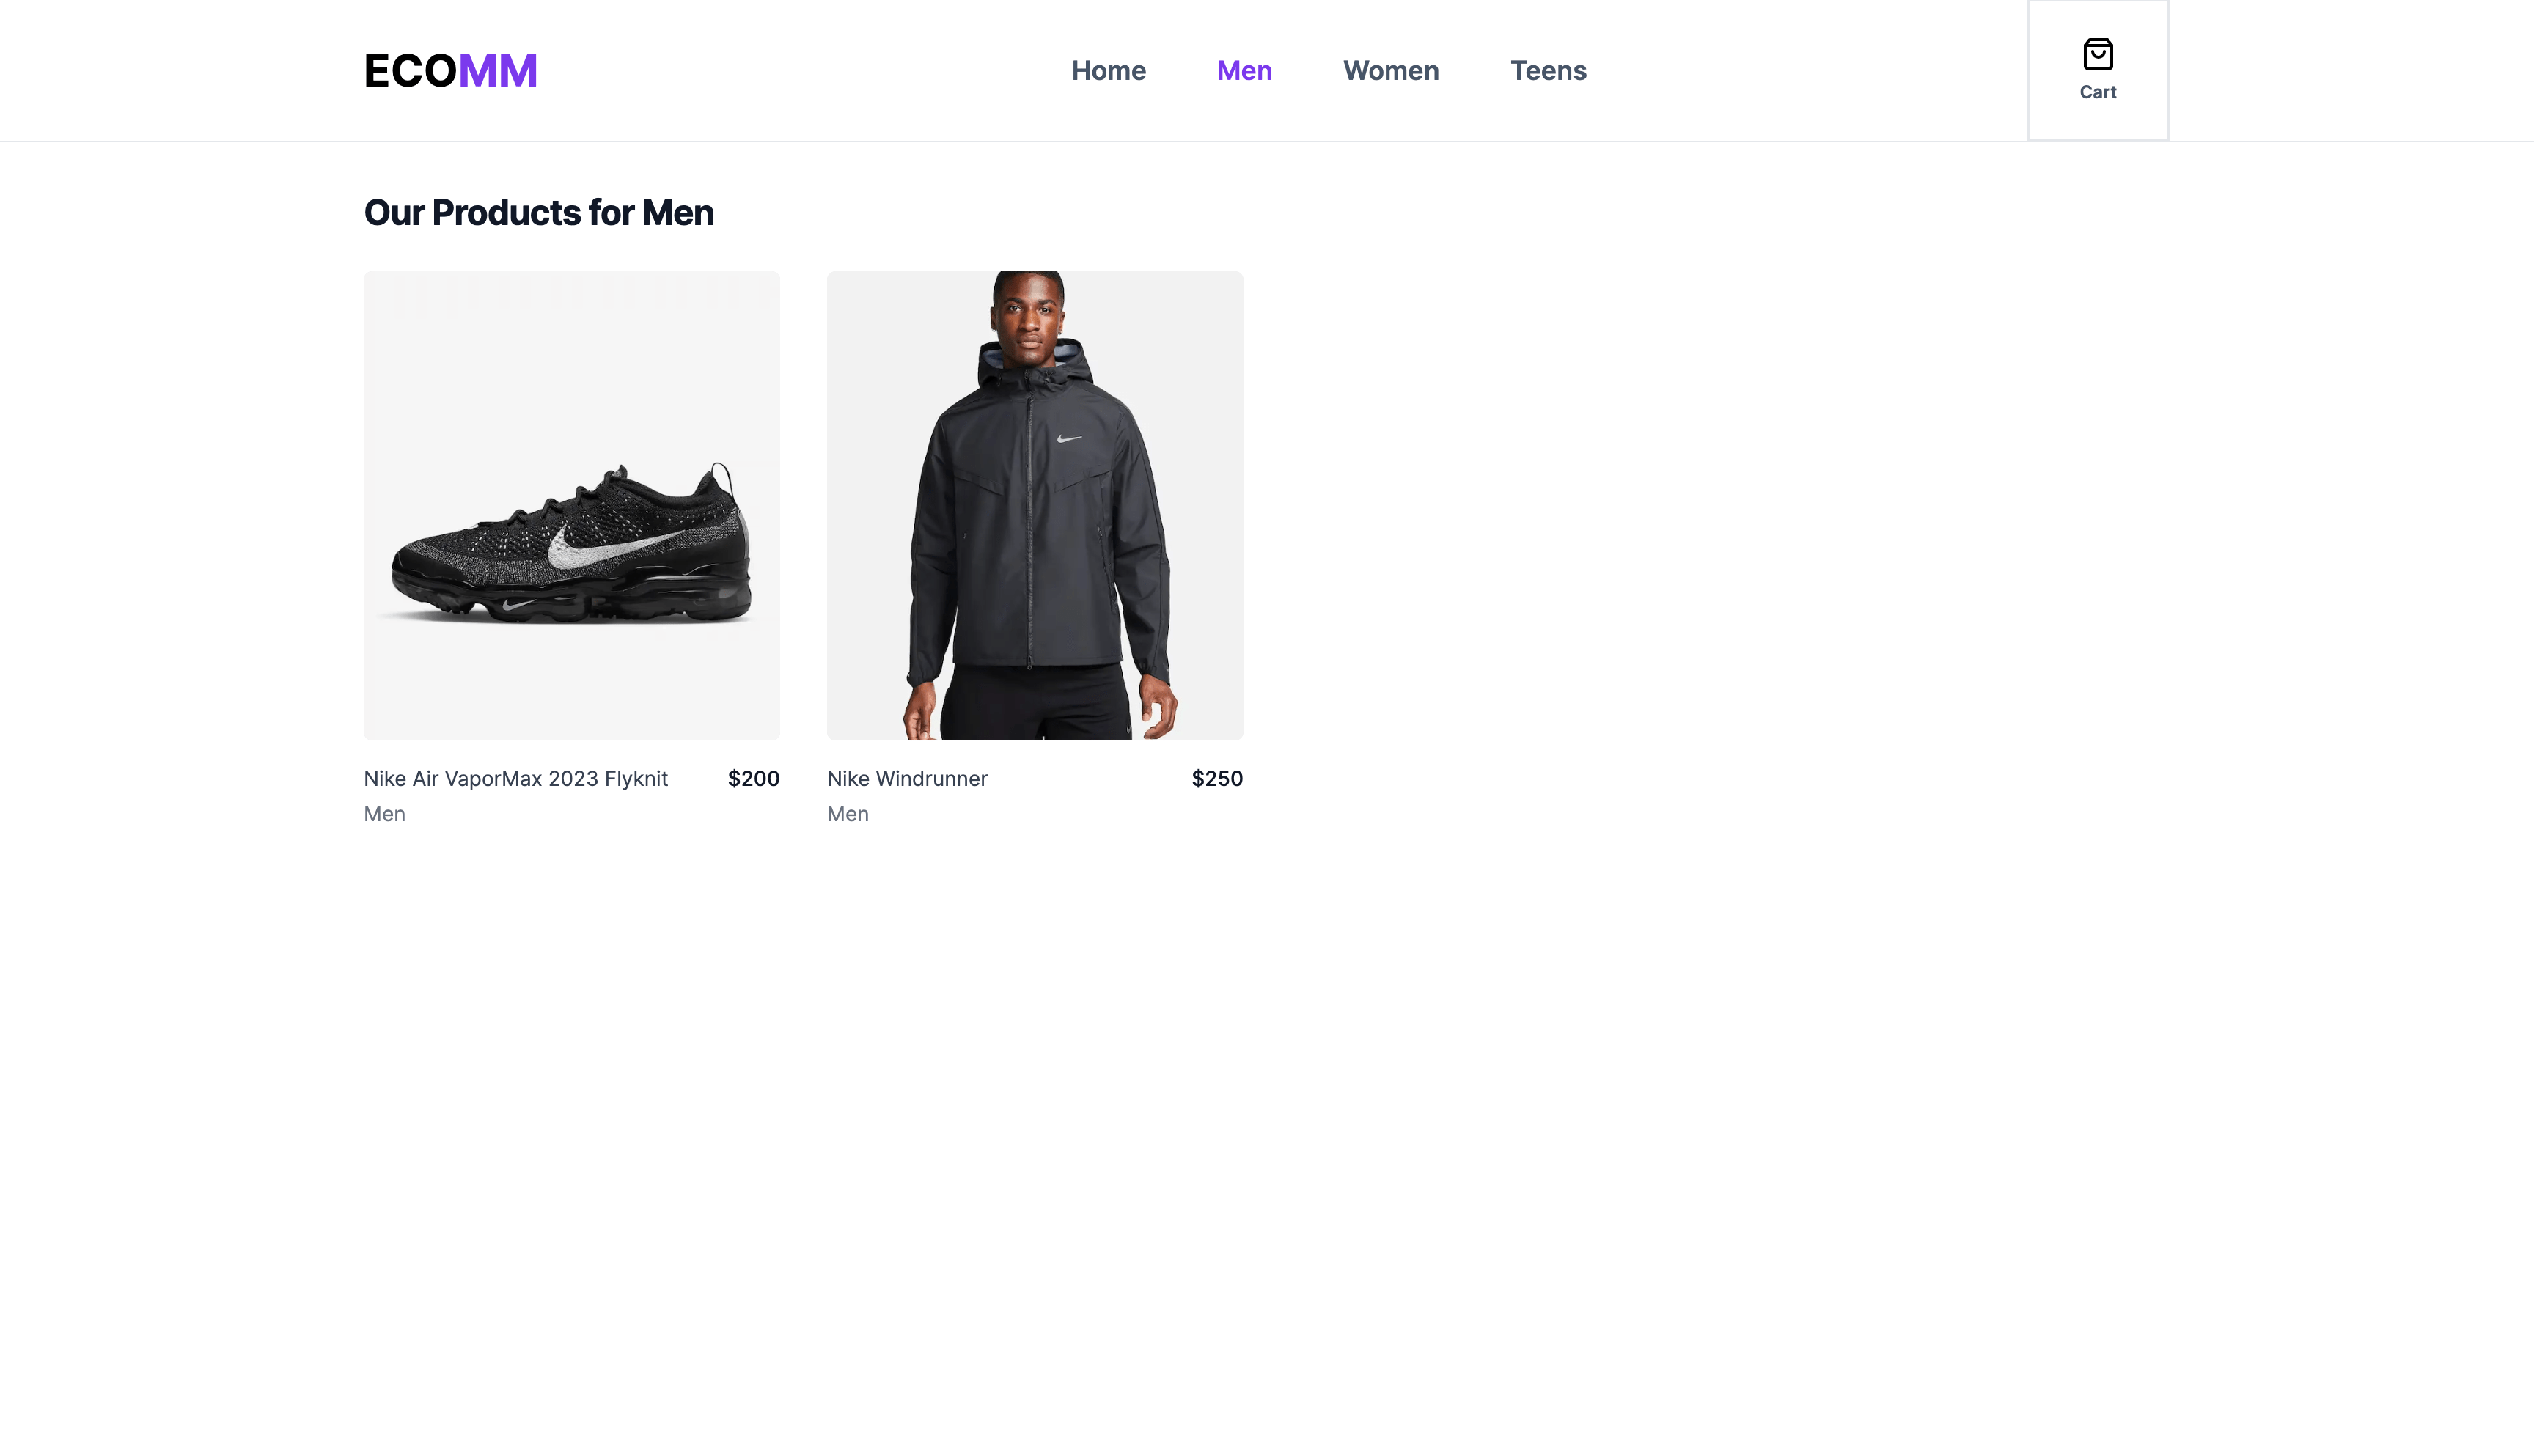 ECOMM
Home Men Women Teens
Cart
Our Products for Men
Nike Air VaporMax 2023 Flyknit $200
Men
Nike Windrunner $250
Men